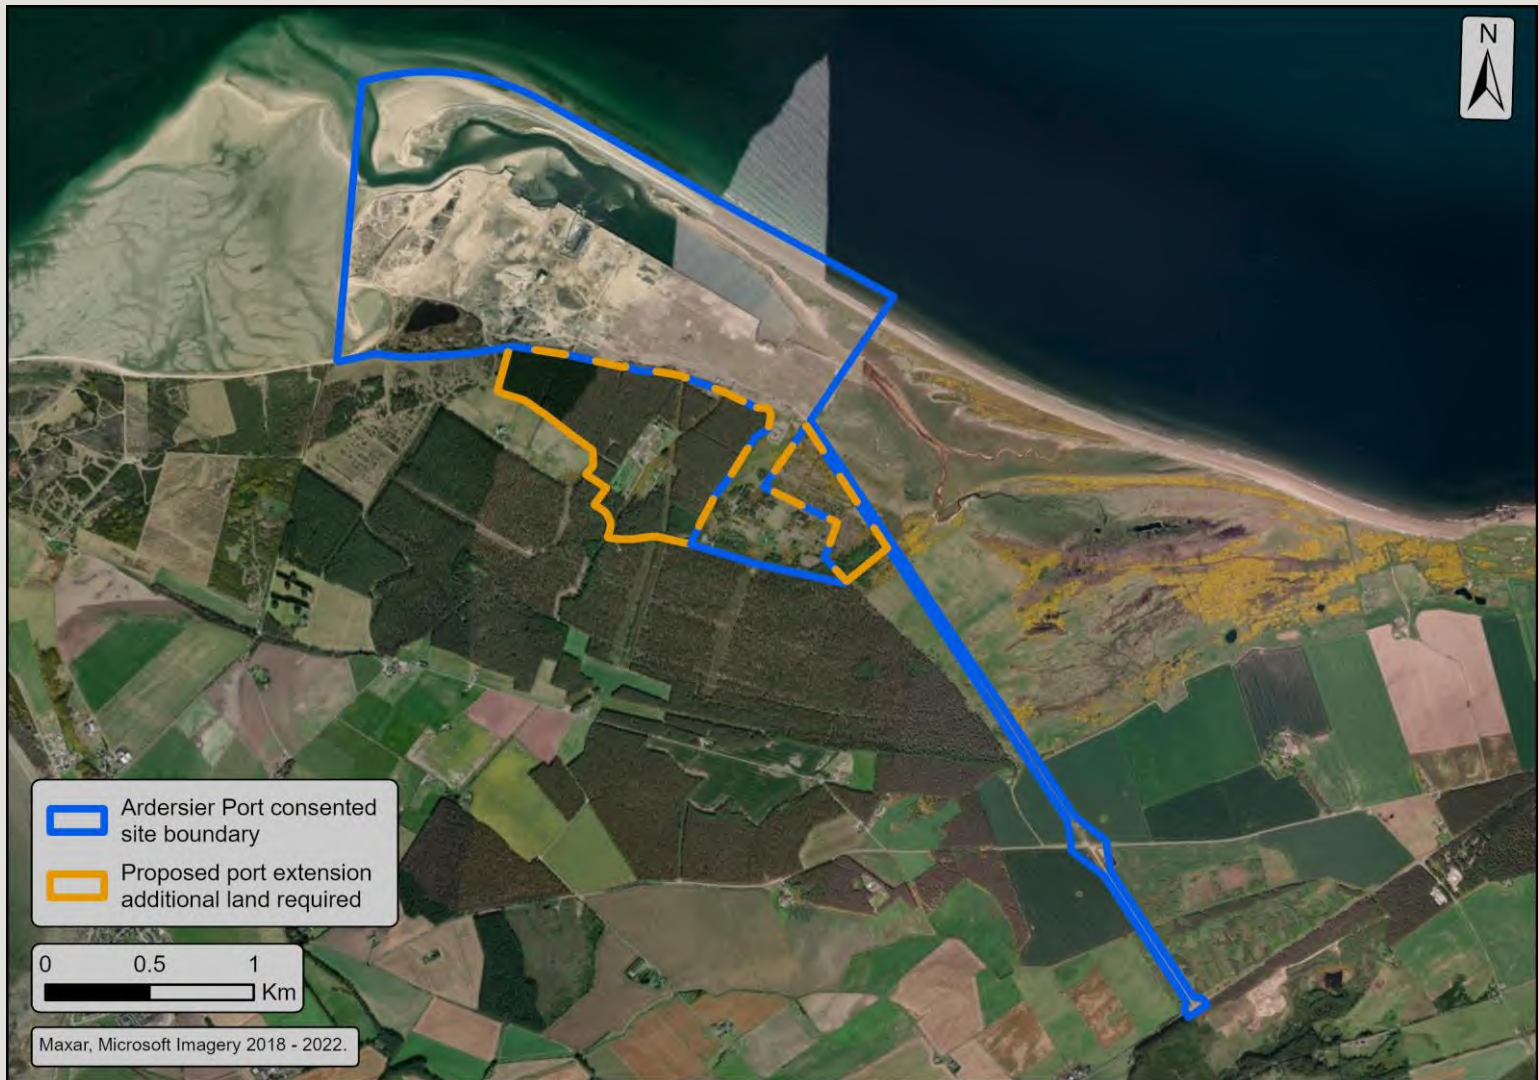 N
Ardersier Port consented
site boundary
Proposed port extension
additional land required
0 0.5 1
Km
Maxar, Microsoft Imagery 2018 - 2022.